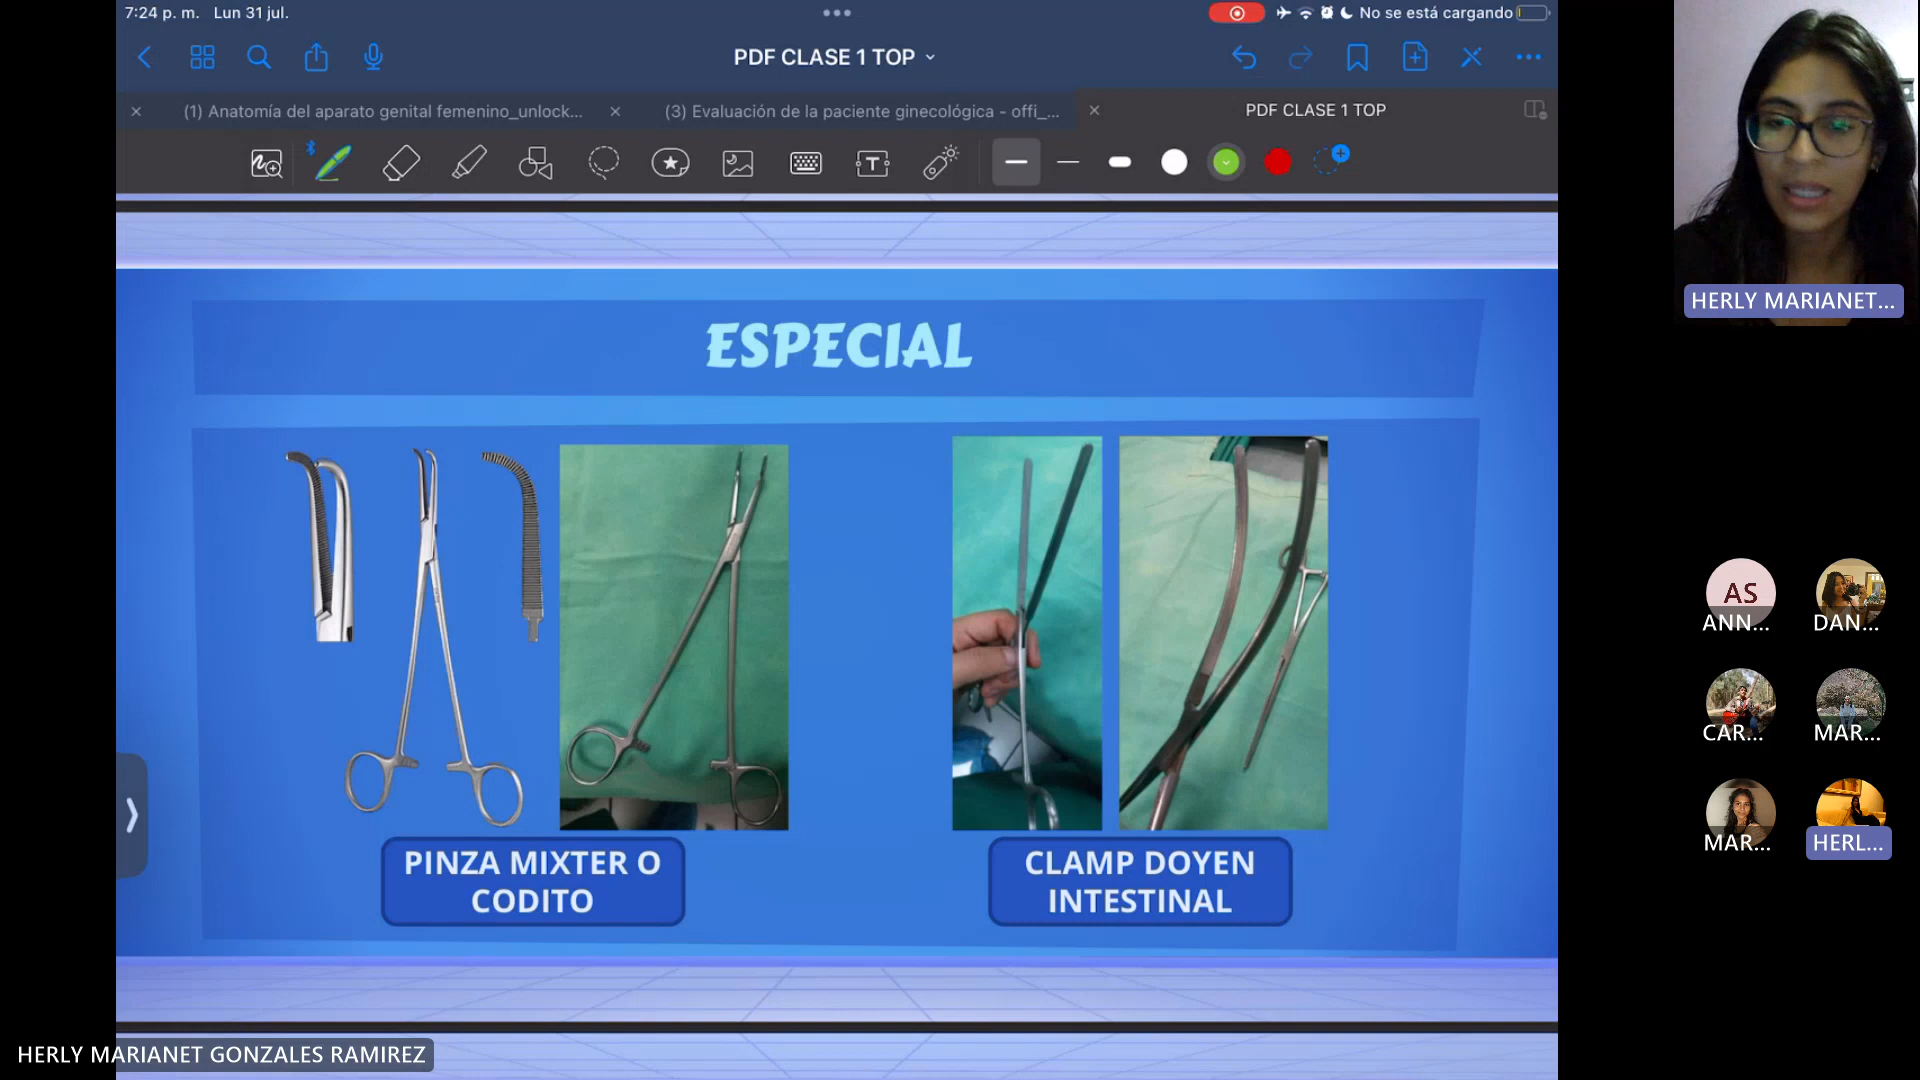 7:24 p. m. Lun 31 jul.
No se está cargando
PDF CLASE 1 TOP
(1) Anatomía del aparato genital femenino_unlock...
(3) Evaluación de la paciente ginecológica - offi_...
PDF CLASE 1 TOP
ESPECIAL
PINZA MIXTER O
CODITO
CLAMP DOYEN
INTESTINAL
HERLY MARIANET GONZALES RAMIREZ
HERLY MARIANET...
AS
ANN...
DAN...
CAR...
MAR...
MAR...
HERL...